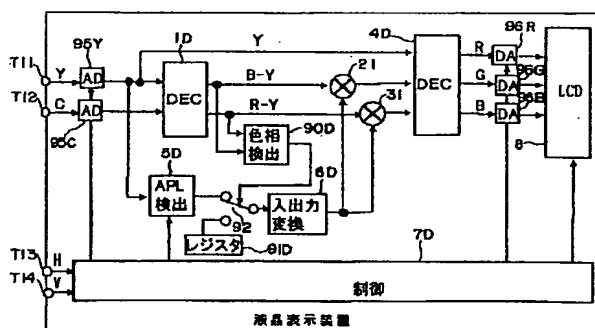 95Y
1D
4D
96R
T11
Y
AD
Y
R
DA
DEC
B-Y
21
DEC
G
96G
DA
LCD
T12
C
AD
R-Y
31
B
96B
DA
95C
色相
検出
90D
8
5D
6D
APL
検出
92
入出力
変換
レジスタ
91D
7D
T13
H
T14
V
制御
液晶表示装置